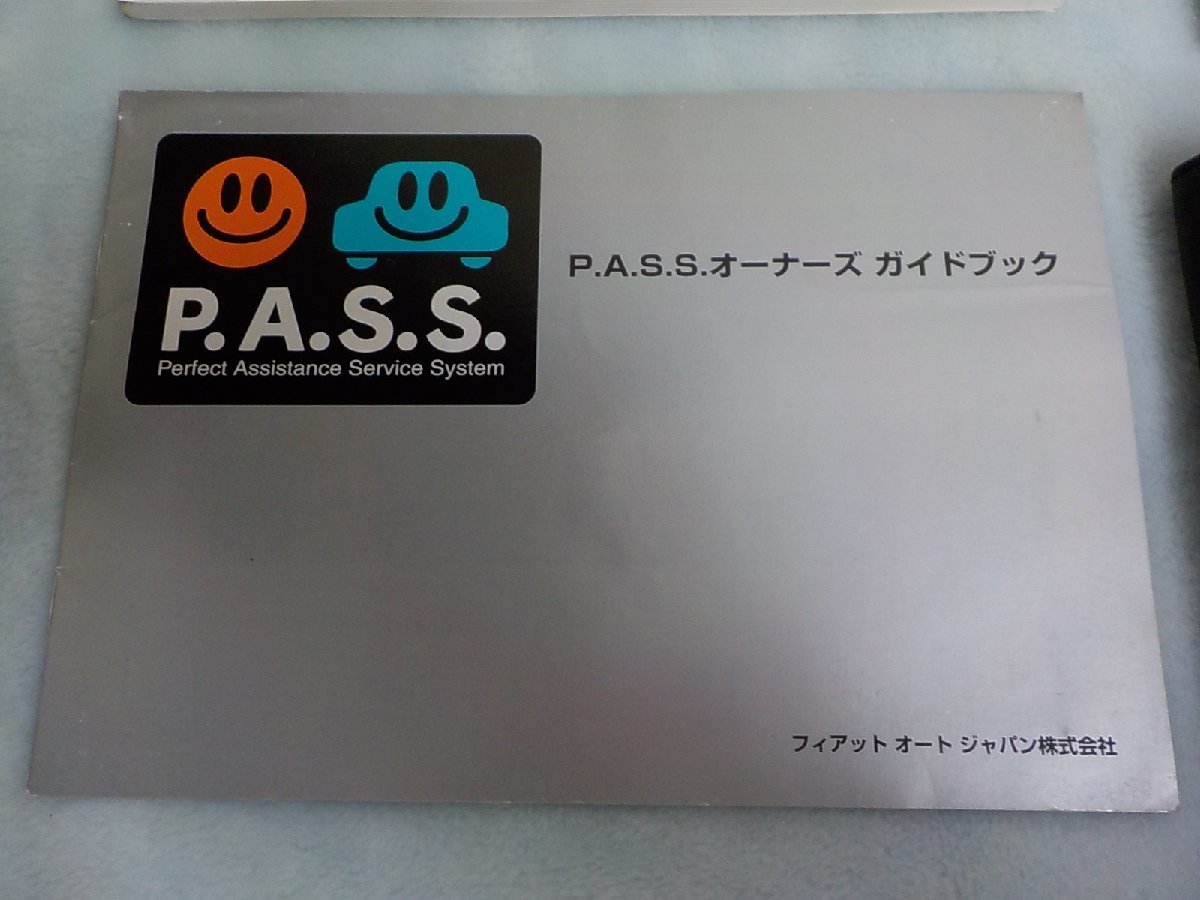 P.A.S.S.
Perfect Assistance Service System
P.A.S.S.オーナーズ ガイドブック
フィアット オート ジャパン株式会社